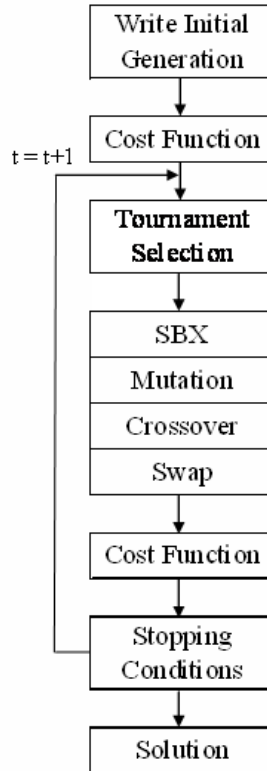 Write Initial
Generation
Cost Function
t = t+1
Tournament
Selection
SBX
Mutation
Crossover
Swap
Cost Function
Stopping
Conditions
Solution